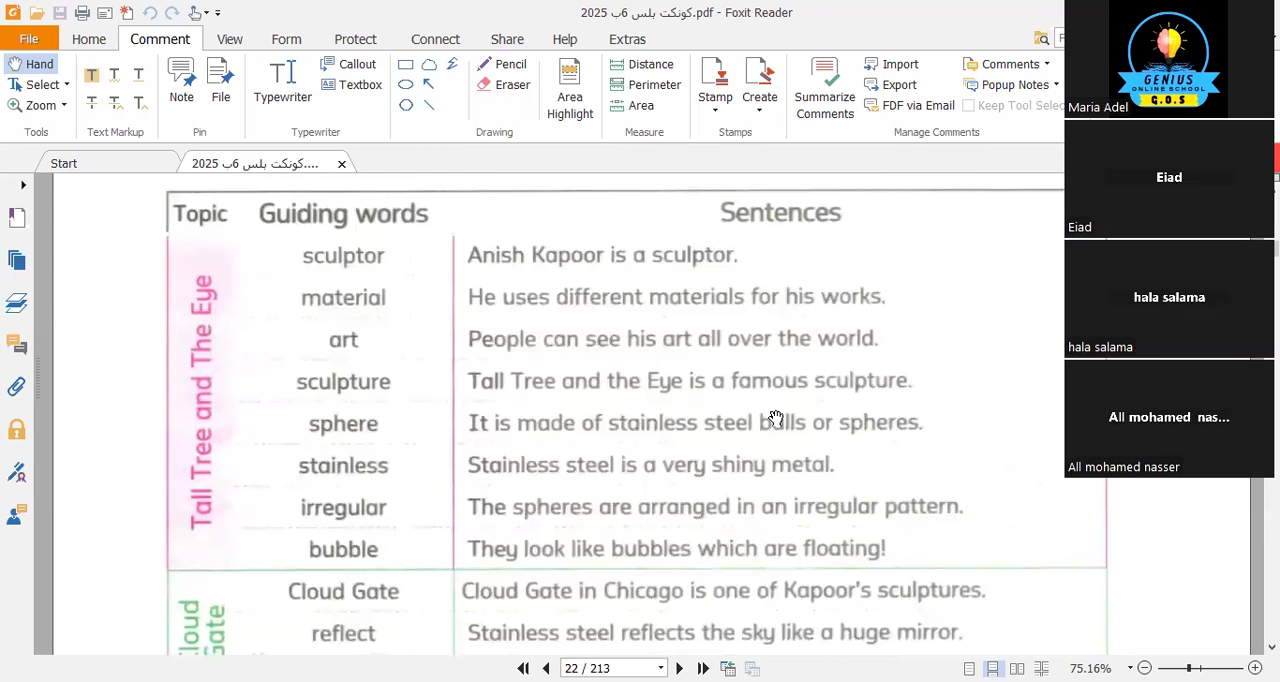 كونكت بلس 6ب 2025.pdf - Foxit Reader
File Home Comment View Form Protect Connect Share Help Extras
Hand
Select
Zoom
Tools
Text Markup
Note
File
Pin
Typewriter
Callout
Textbox
Typewriter
Pencil
Eraser
Drawing
Area
Highlight
Distance
Perimeter
Area
Measure
Stamp
Create
Stamps
Summarize
Comments
Import
Export
FDF via Email
Comments
Popup Notes
Keep Tool Selec
Manage Comments
Start
كونكت بلس 6ب 2025....
Topic Guiding words Sentences
Tall Tree and The Eye
sculptor Anish Kapoor is a sculptor.
material He uses different materials for his works.
art People can see his art all over the world.
sculpture Tall Tree and the Eye is a famous sculpture.
sphere It is made of stainless steel balls or spheres.
stainless Stainless steel is a very shiny metal.
irregular The spheres are arranged in an irregular pattern.
bubble They look like bubbles which are floating!
Cloud
Gate
Cloud Gate Cloud Gate in Chicago is one of Kapoor's sculptures.
reflect Stainless steel reflects the sky like a huge mirror.
22 / 213
75.16%
GENIUS
ONLINE SCHOOL
G.O.S
Maria Adel
Eiad
Eiad
hala salama
hala salama
All mohamed nas...
All mohamed nasser